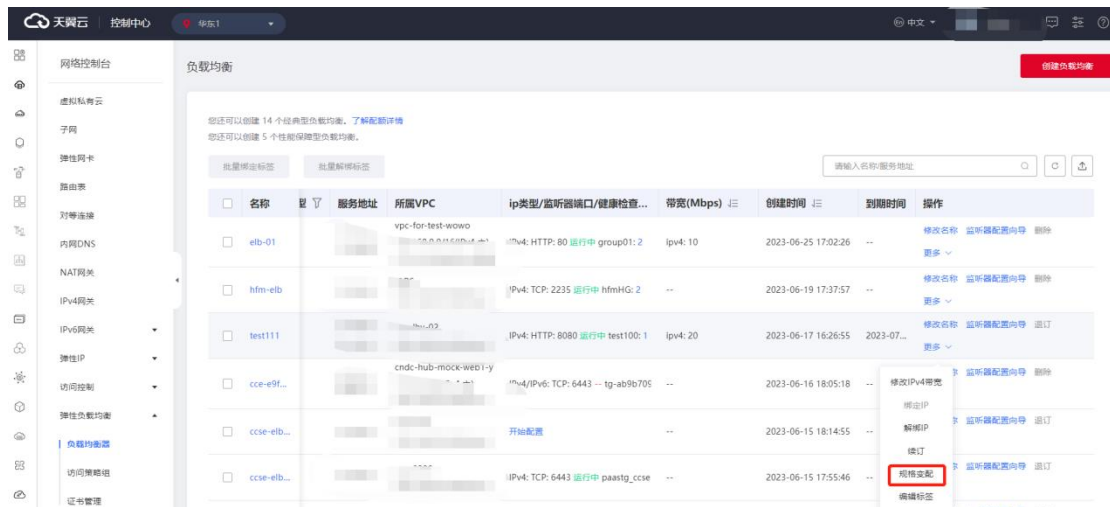 天翼云 控制中心 华东1 中文
网络控制台
虚拟私有云
子网
弹性网卡
路由表
对等连接
内网DNS
NAT网关
IPv4网关
IPv6网关
弹性IP
访问控制
弹性负载均衡
负载均衡器
访问策略组
证书管理
负载均衡 创建负载均衡
您还可以创建 14 个经典型负载均衡。了解配额详情
您还可以创建 5 个性能保障型负载均衡。
批量绑定标签 批量解绑标签 请输入名称/服务地址
名称 型 服务地址 所属VPC ip类型/监听器端口/健康检查... 带宽(Mbps) 创建时间 到期时间 操作
vpc-for-test-wowo
elb-01 IPv4: HTTP: 80 运行中 group01: 2 ipv4: 10 2023-06-25 17:02:26 -- 修改名称 监听器配置向导 删除
更多
hfm-elb IPv4: TCP: 2235 运行中 hfmHG: 2 -- 2023-06-19 17:37:57 -- 修改名称 监听器配置向导 删除
更多
test111 IPv4: HTTP: 8080 运行中 test100: 1 ipv4: 20 2023-06-17 16:26:55 2023-07... 修改名称 监听器配置向导 退订
更多
cndc-hub-mock-web1-y
cce-e9f... IPv4/IPv6: TCP: 6443 -- tg-ab9b709 -- 2023-06-16 18:05:18 -- 监听器配置向导 删除
ccse-elb... 开始配置 -- 2023-06-15 18:14:55 -- 监听器配置向导 退订
ccse-elb... IPv4: TCP: 6443 运行中 paastg_ccse -- 2023-06-15 17:55:46 -- 监听器配置向导 退订
修改IPv4带宽
绑定IP
解绑IP
续订
规格变配
编辑标签